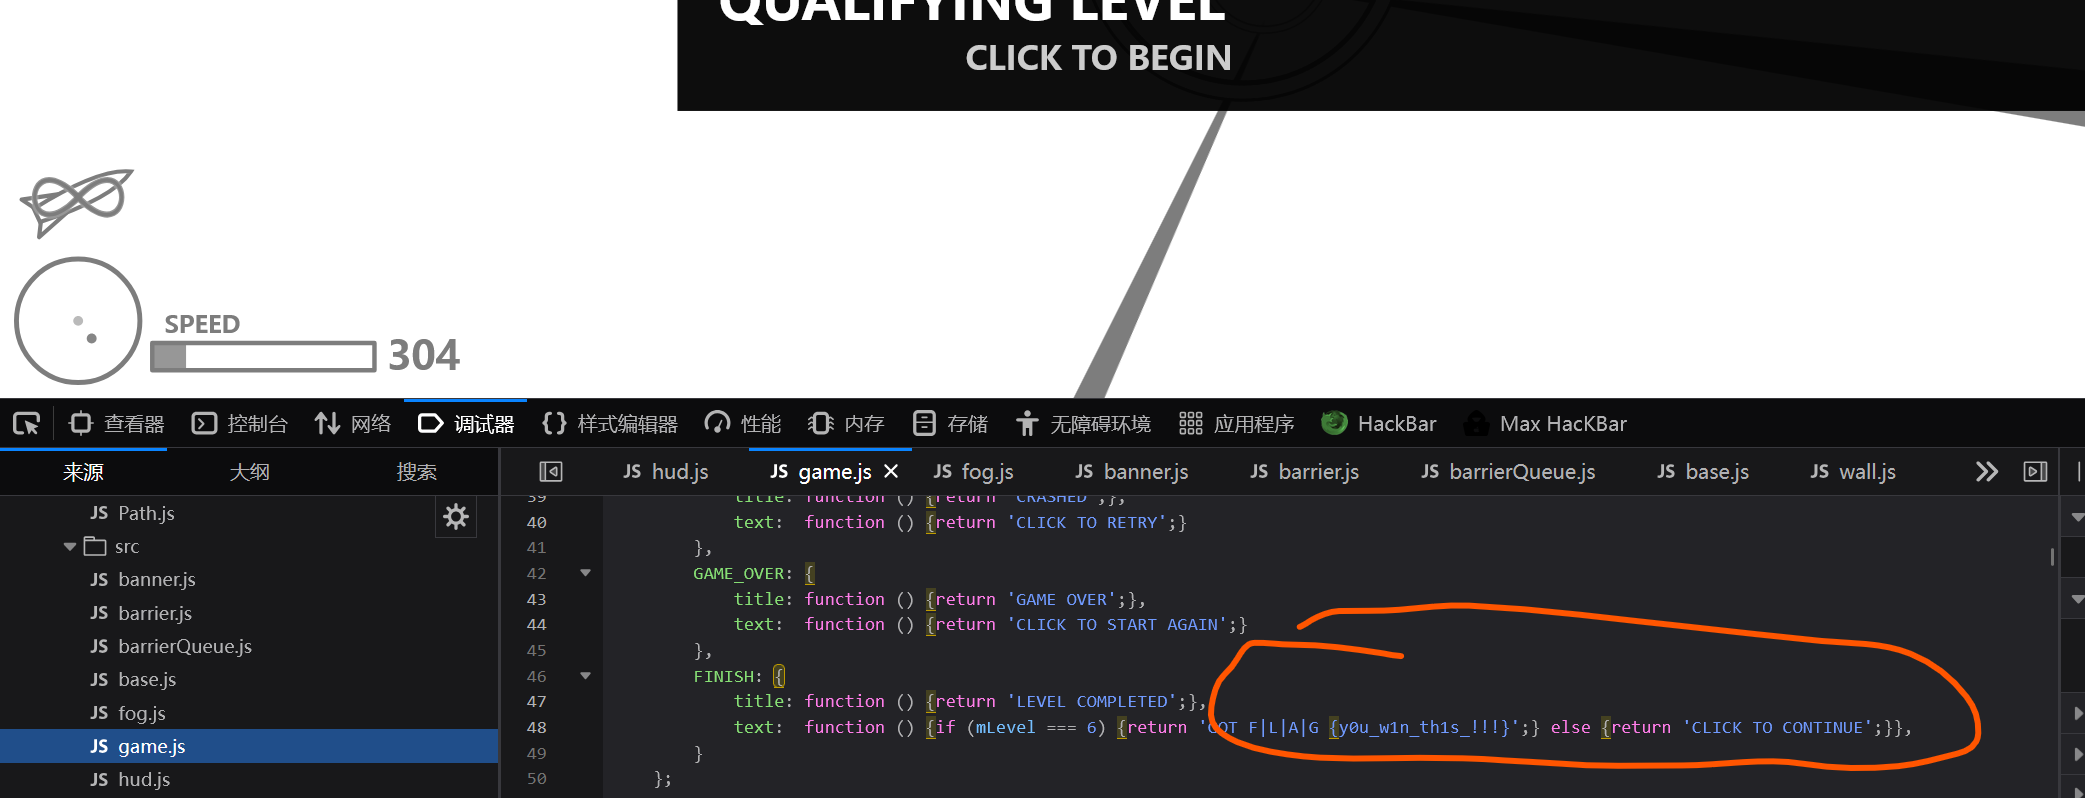 QUALIFYING LEVEL
CLICK TO BEGIN
SPEED
304
查看器 控制台 网络 调试器 样式编辑器 性能 内存 存储 无障碍环境 应用程序 HackBar Max HacKBar
来源 大纲 搜索
JS hud.js JS game.js JS fog.js JS banner.js JS barrier.js JS barrierQueue.js JS base.js JS wall.js
JS Path.js
src
JS banner.js
JS barrier.js
JS barrierQueue.js
JS base.js
JS fog.js
JS game.js
JS hud.js
39 title: function () {return 'CRASHED';},
40 text: function () {return 'CLICK TO RETRY';}
41 },
42 GAME_OVER: {
43 title: function () {return 'GAME OVER';},
44 text: function () {return 'CLICK TO START AGAIN';}
45 },
46 FINISH: {
47 title: function () {return 'LEVEL COMPLETED';},
48 text: function () {if (mLevel === 6) {return 'GOT F|L|A|G {y0u_w1n_th1s_!!!}';} else {return 'CLICK TO CONTINUE';}},
49 }
50 };